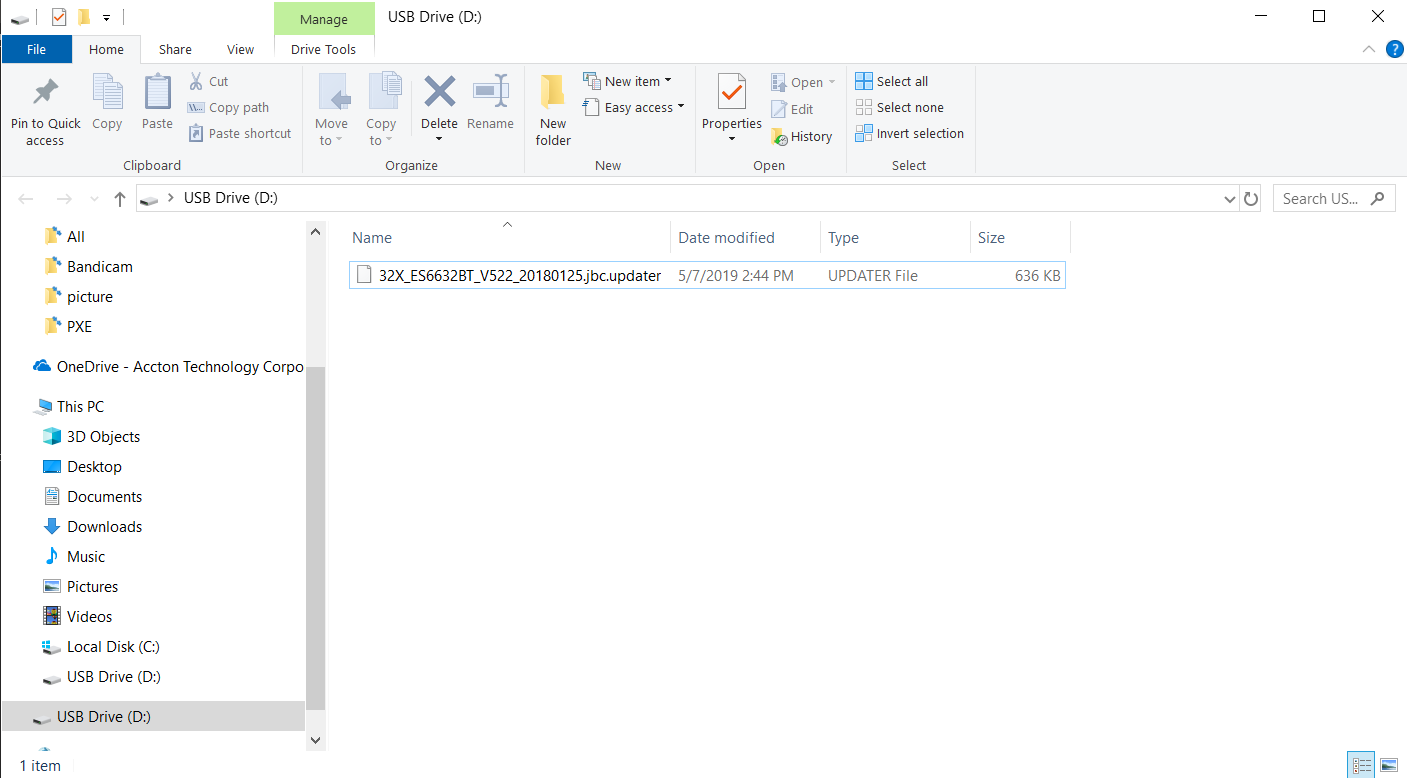 Manage
USB Drive (D:)
File
Home
Share
View
Drive Tools
?
Pin to Quick access
Copy
Paste
Cut
Copy path
Paste shortcut
Clipboard
Move to
Copy to
Delete
Rename
Organize
New folder
New item
Easy access
New
Properties
Open
Edit
History
Open
Select all
Select none
Invert selection
Select
USB Drive (D:)
Search US...
All
Bandicam
picture
PXE
OneDrive - Accton Technology Corpo
This PC
3D Objects
Desktop
Documents
Downloads
Music
Pictures
Videos
Local Disk (C:)
USB Drive (D:)
USB Drive (D:)
Name Date modified Type Size
32X_ES6632BT_V522_20180125.jbc.updater 5/7/2019 2:44 PM UPDATER File 636 KB
1 item